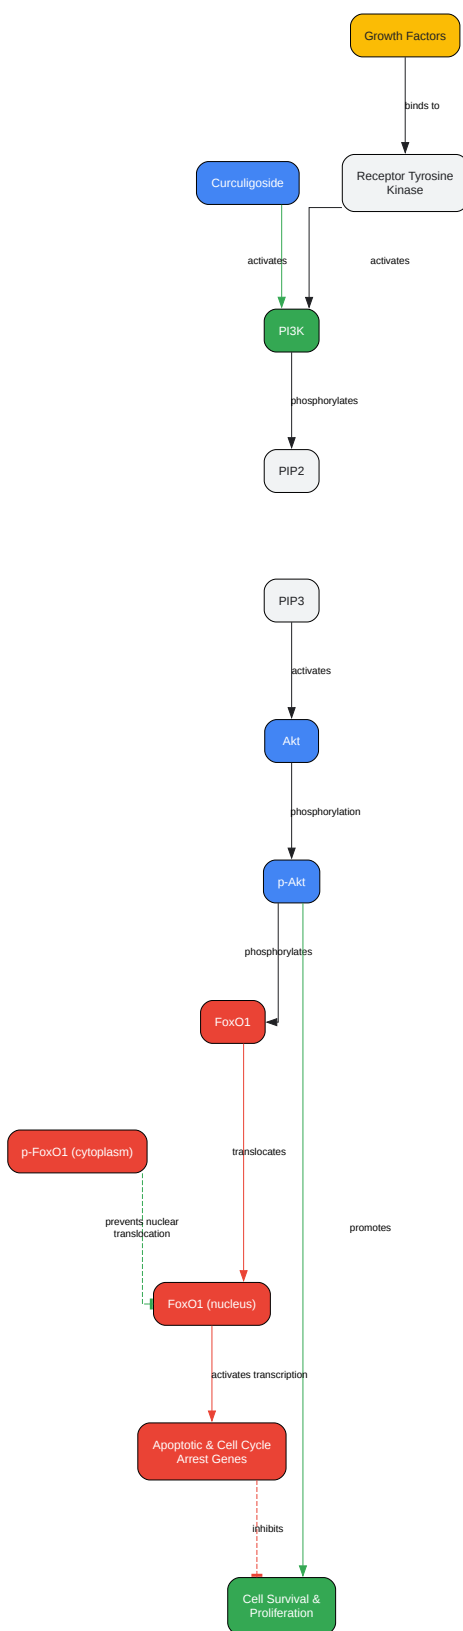 Growth Factors
binds to
Receptor Tyrosine
Kinase
Curculigoside
activates
activates
PI3K
phosphorylates
PIP2
PIP3
activates
Akt
phosphorylation
p-Akt
phosphorylates
FoxO1
p-FoxO1 (cytoplasm)
translocates
prevents nuclear
translocation
promotes
FoxO1 (nucleus)
activates transcription
Apoptotic & Cell Cycle
Arrest Genes
inhibits
Cell Survival &
Proliferation